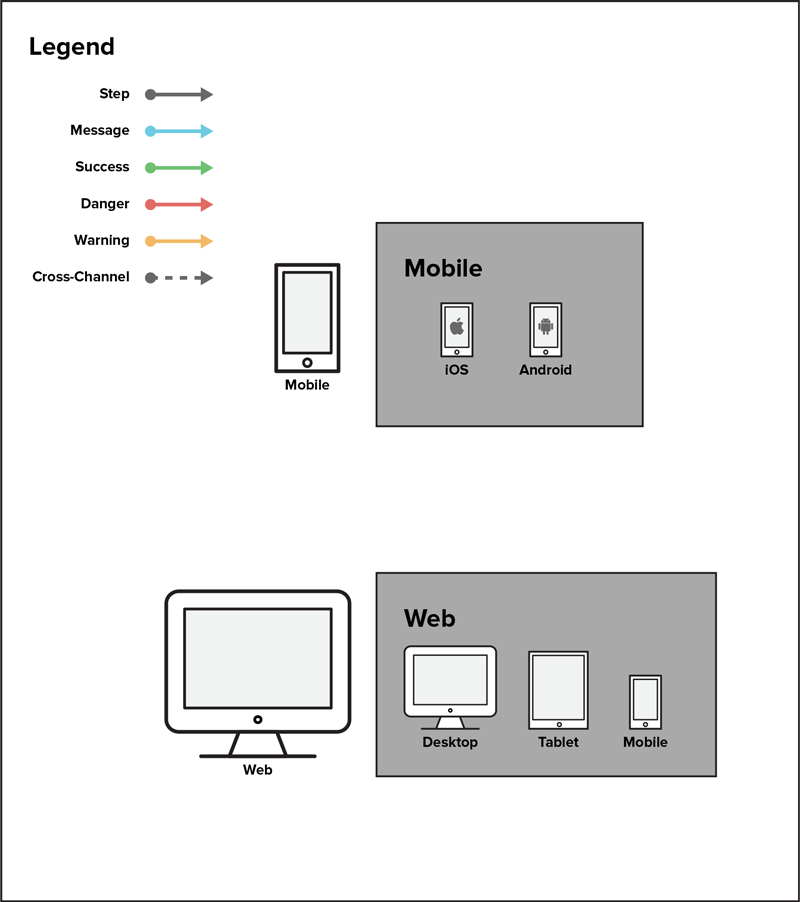 Legend
Step
Message
Success
Danger
Warning
Cross-Channel
Mobile
Mobile
iOS
Android
Web
Web
Desktop
Tablet
Mobile